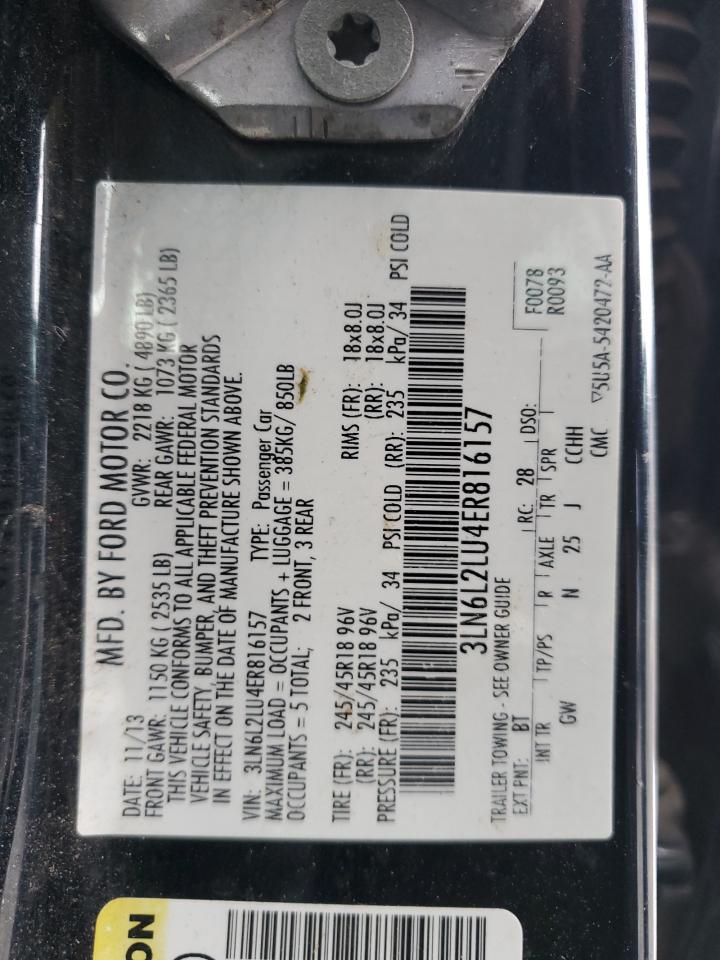 MFD. BY FORD MOTOR CO.
DATE: 11/13 GVWR: 2218 KG ( 4890 LB)
FRONT GAWR: 1150 KG ( 2535 LB) REAR GAWR: 1073 KG ( 2365 LB)
THIS VEHICLE CONFORMS TO ALL APPLICABLE FEDERAL MOTOR
VEHICLE SAFETY, BUMPER, AND THEFT PREVENTION STANDARDS
IN EFFECT ON THE DATE OF MANUFACTURE SHOWN ABOVE.
VIN: 3LN6L2LU4ER816157 TYPE: Passenger Car
MAXIMUM LOAD = OCCUPANTS + LUGGAGE = 385KG/ 850LB
OCCUPANTS = 5 TOTAL; 2 FRONT, 3 REAR
TIRE (FR): 245/45R18 96V RIMS (FR): 18x8.0J
(RR): 245/45R18 96V (RR): 18x8.0J
PRESSURE (FR): 235 kPa/ 34 PSI COLD (RR): 235 kPa/ 34 PSI COLD
3LN6L2LU4ER816157
TRAILER TOWING - SEE OWNER GUIDE F0078
EXT PNT: BT RC: 28 DSO: R0093
INT TR TP/PS R AXLE TR SPR
GW N 25 J CCHH
CMC 5U5A-5420472-AA
ON